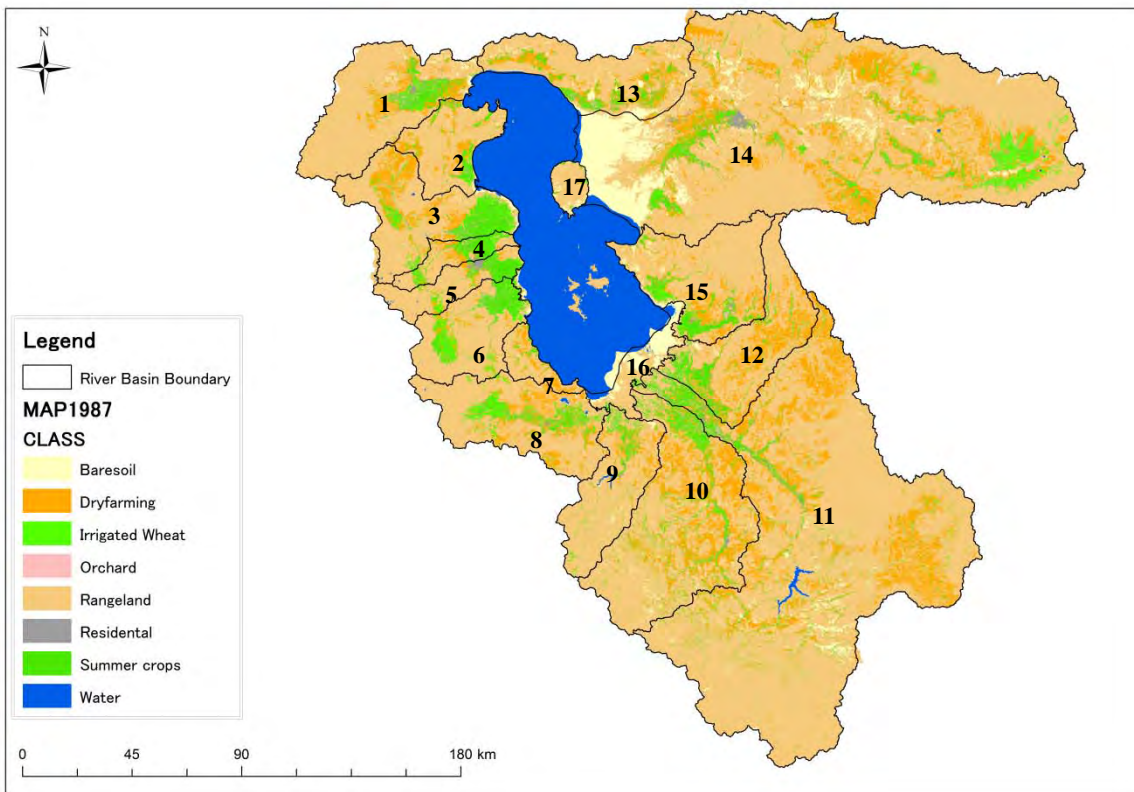 N
1
13
2
14
17
3
4
5
15
6
12
16
7
8
9
10
11
Legend
River Basin Boundary
MAP1987
CLASS
Baresoil
Dryfarming
Irrigated Wheat
Orchard
Rangeland
Residental
Summer crops
Water
0 45 90 180 km